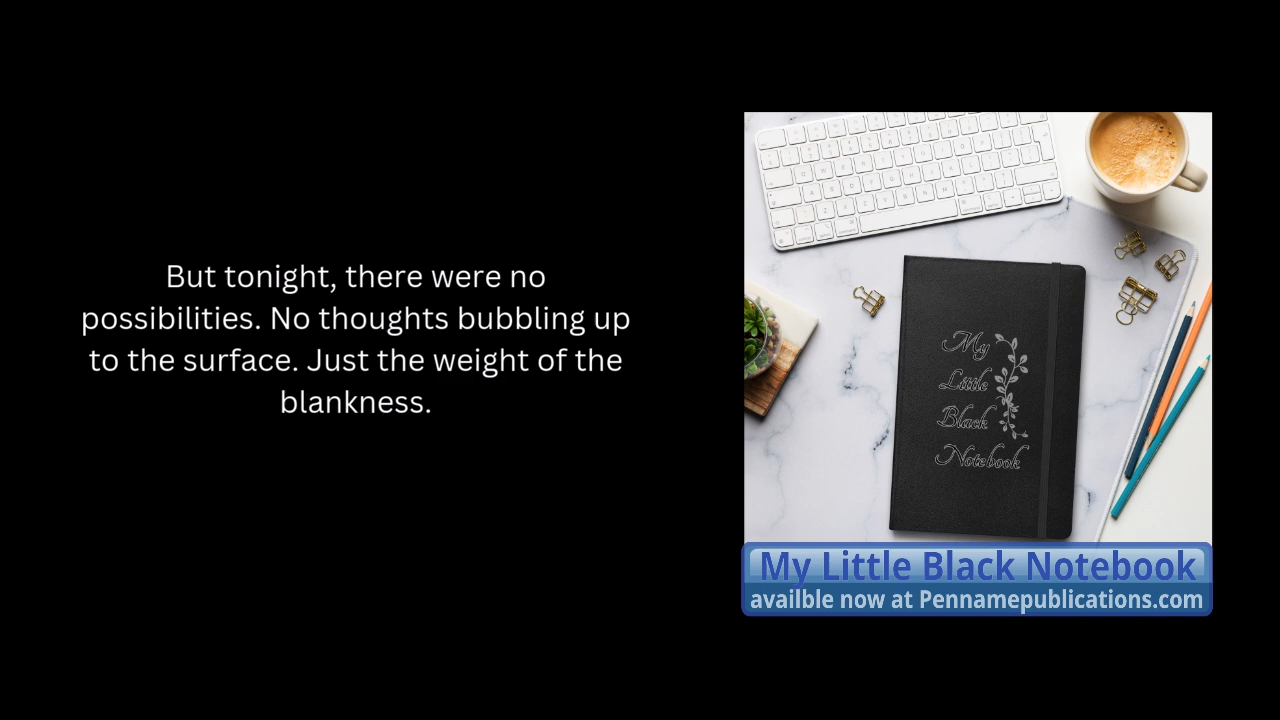 But tonight, there were no
possibilities. No thoughts bubbling up
to the surface. Just the weight of the
blankness.
My
Little
Black
Notebook
My Little Black Notebook
availble now at Pennamepublications.com